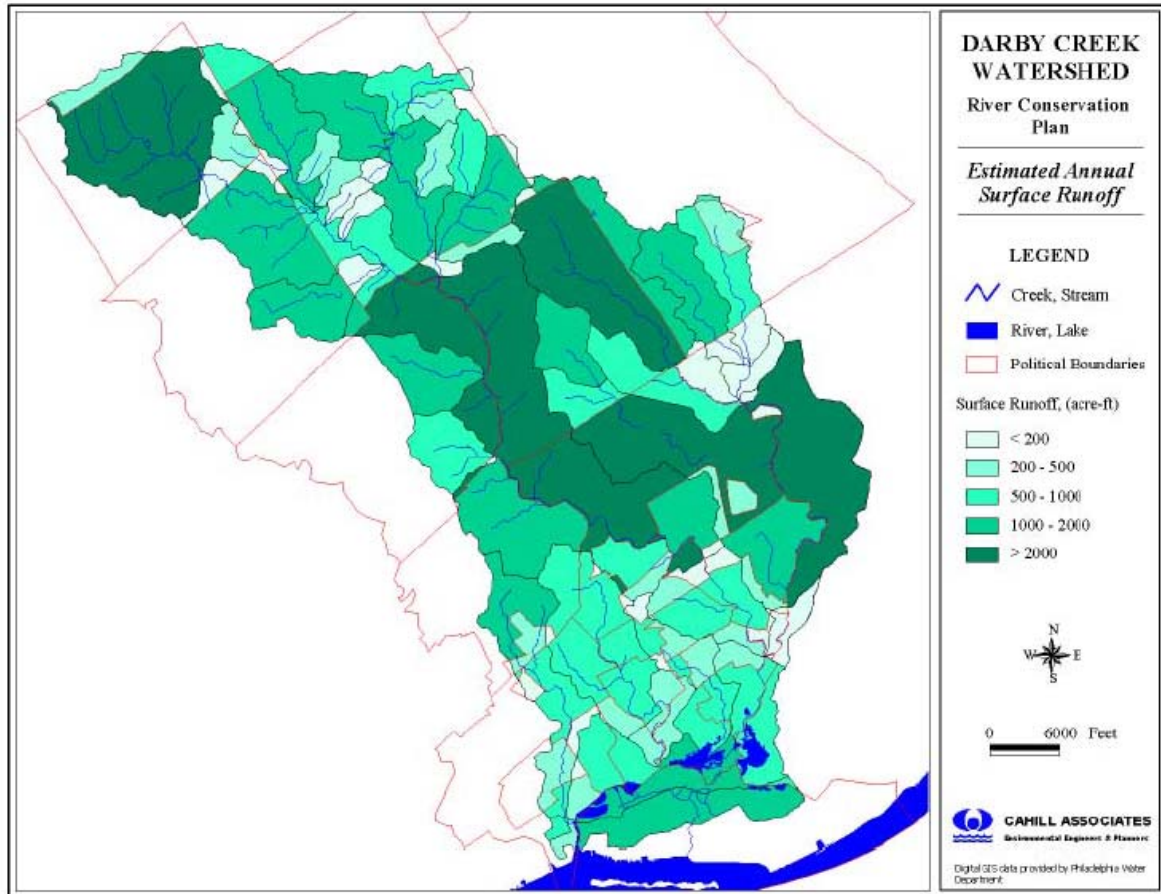 DARBY CREEK
WATERSHED
River Conservation
Plan
Estimated Annual
Surface Runoff
LEGEND
Creek, Stream
River, Lake
Political Boundaries
Surface Runoff, (acre-ft)
< 200
200 - 500
500 - 1000
1000 - 2000
> 2000
N
W E
S
0 6000 Feet
CAHILL ASSOCIATES
Environmental Engineers & Planners
Digital GIS data provided by Philadelphia Water
Department